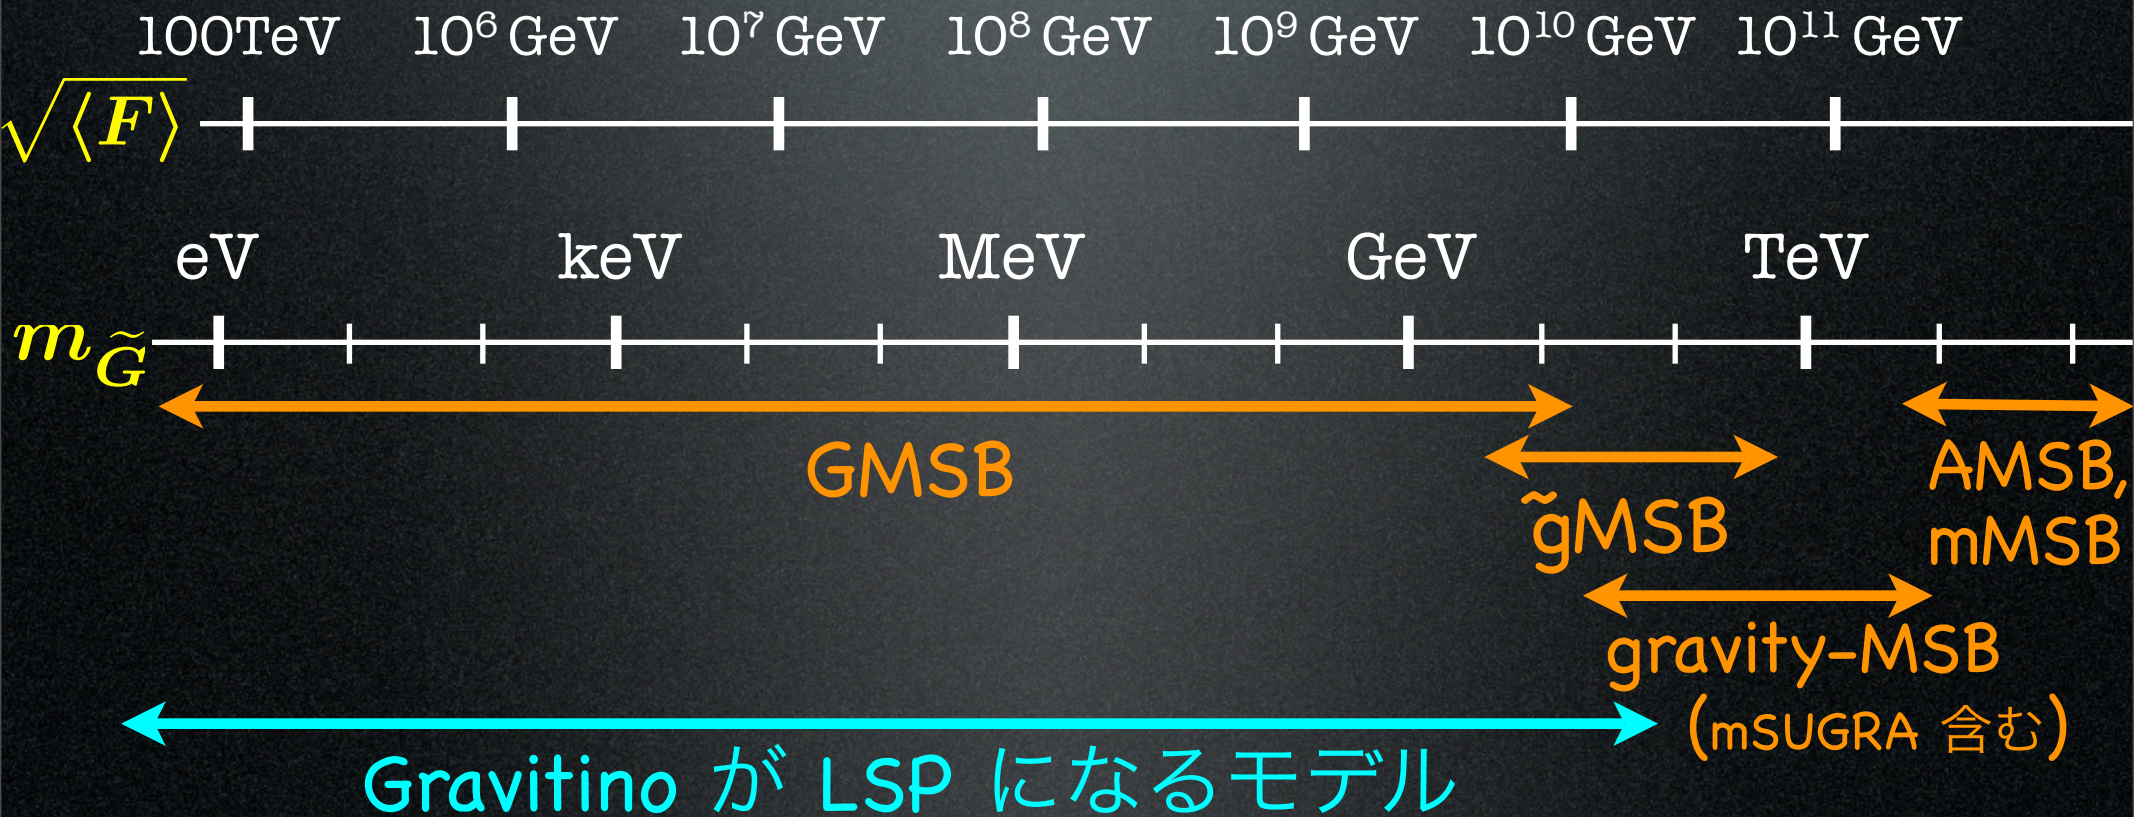 100TeV 10⁶ GeV 10⁷ GeV 10⁸ GeV 10⁹ GeV 10¹⁰ GeV 10¹¹ GeV
√⟨F⟩
eV keV MeV GeV TeV
m_G̃
GMSB
g̃MSB
AMSB,
mMSB
gravity-MSB
(mSUGRA 含む)
Gravitino が LSP になるモデル